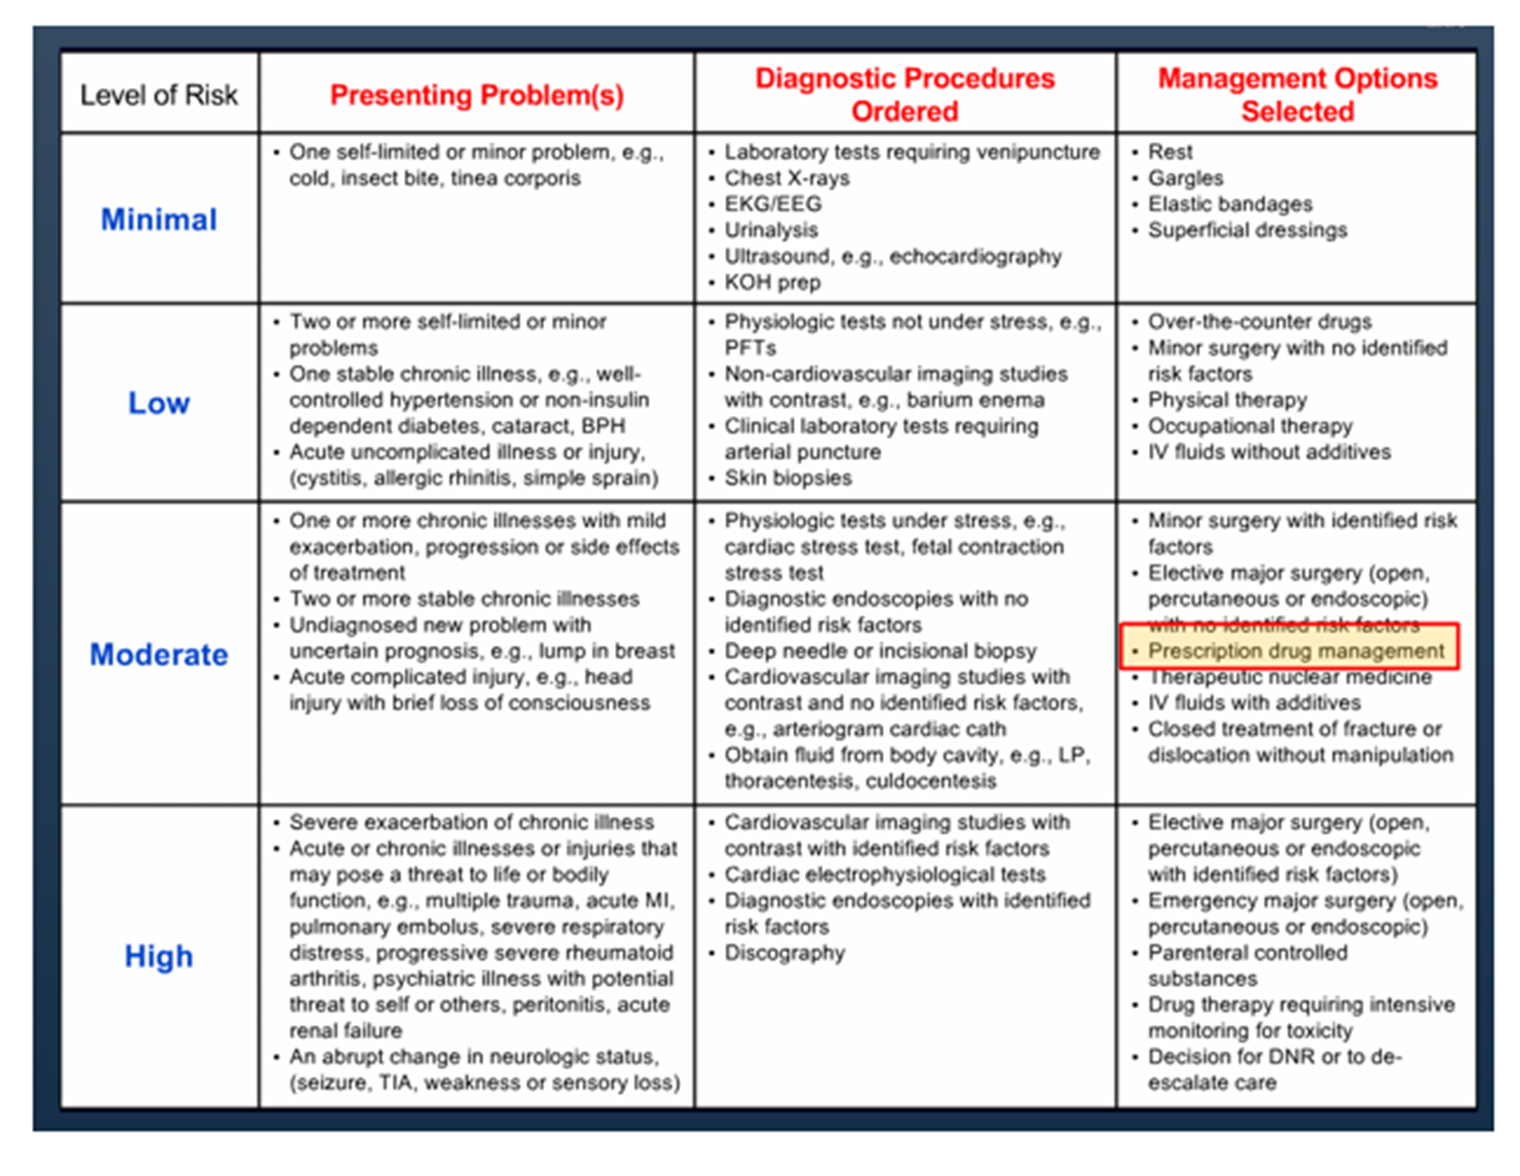 Level of Risk
Presenting Problem(s)
Diagnostic Procedures
Ordered
Management Options
Selected
Minimal
• One self-limited or minor problem, e.g.,
cold, insect bite, tinea corporis
• Laboratory tests requiring venipuncture
• Chest X-rays
• EKG/EEG
• Urinalysis
• Ultrasound, e.g., echocardiography
• KOH prep
• Rest
• Gargles
• Elastic bandages
• Superficial dressings
Low
• Two or more self-limited or minor
problems
• One stable chronic illness, e.g., well-
controlled hypertension or non-insulin
dependent diabetes, cataract, BPH
• Acute uncomplicated illness or injury,
(cystitis, allergic rhinitis, simple sprain)
• Physiologic tests not under stress, e.g.,
PFTs
• Non-cardiovascular imaging studies
with contrast, e.g., barium enema
• Clinical laboratory tests requiring
arterial puncture
• Skin biopsies
• Over-the-counter drugs
• Minor surgery with no identified
risk factors
• Physical therapy
• Occupational therapy
• IV fluids without additives
Moderate
• One or more chronic illnesses with mild
exacerbation, progression or side effects
of treatment
• Two or more stable chronic illnesses
• Undiagnosed new problem with
uncertain prognosis, e.g., lump in breast
• Acute complicated injury, e.g., head
injury with brief loss of consciousness
• Physiologic tests under stress, e.g.,
cardiac stress test, fetal contraction
stress test
• Diagnostic endoscopies with no
identified risk factors
• Deep needle or incisional biopsy
• Cardiovascular imaging studies with
contrast and no identified risk factors,
e.g., arteriogram cardiac cath
• Obtain fluid from body cavity, e.g., LP,
thoracentesis, culdocentesis
• Minor surgery with identified risk
factors
• Elective major surgery (open,
percutaneous or endoscopic)
with no identified risk factors
• Prescription drug management
• Therapeutic nuclear medicine
• IV fluids with additives
• Closed treatment of fracture or
dislocation without manipulation
High
• Severe exacerbation of chronic illness
• Acute or chronic illnesses or injuries that
may pose a threat to life or bodily
function, e.g., multiple trauma, acute MI,
pulmonary embolus, severe respiratory
distress, progressive severe rheumatoid
arthritis, psychiatric illness with potential
threat to self or others, peritonitis, acute
renal failure
• An abrupt change in neurologic status,
(seizure, TIA, weakness or sensory loss)
• Cardiovascular imaging studies with
contrast with identified risk factors
• Cardiac electrophysiological tests
• Diagnostic endoscopies with identified
risk factors
• Discography
• Elective major surgery (open,
percutaneous or endoscopic
with identified risk factors)
• Emergency major surgery (open,
percutaneous or endoscopic)
• Parenteral controlled
substances
• Drug therapy requiring intensive
monitoring for toxicity
• Decision for DNR or to de-
escalate care